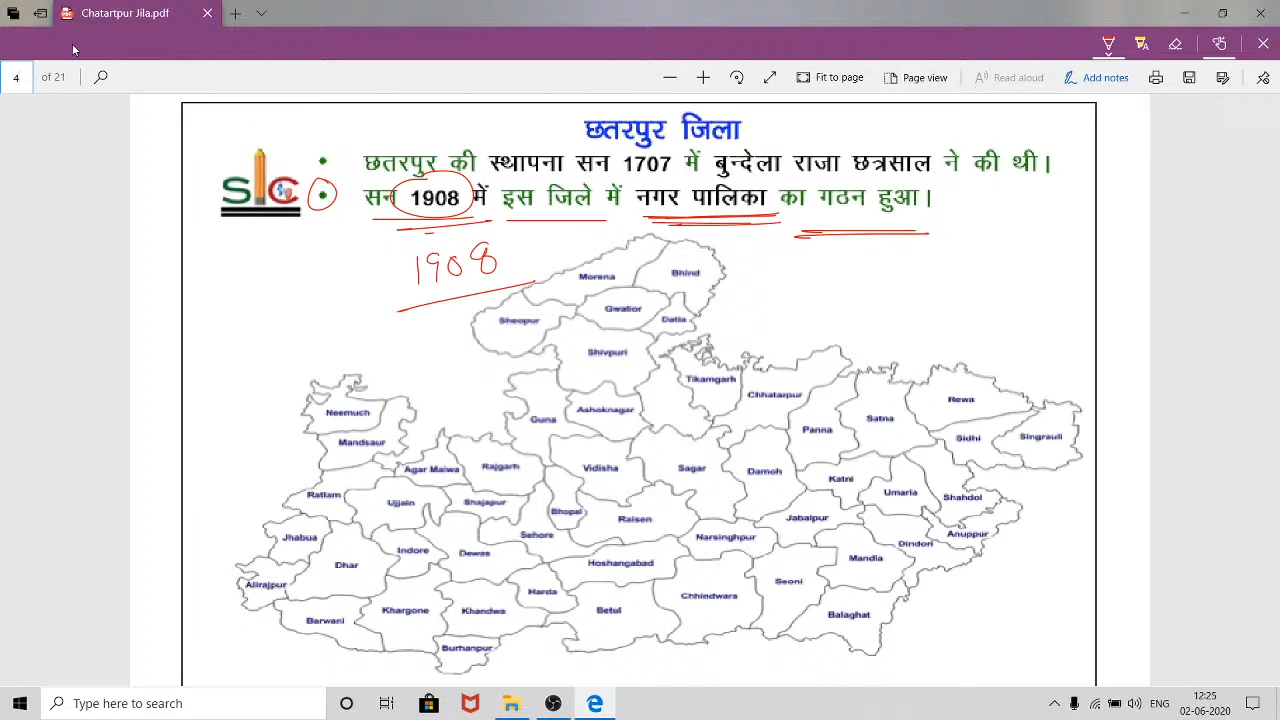 Chatartpur Jila.pdf
4 of 21
Fit to page
Page view
Read aloud
Add notes
छतरपुर जिला
SIC
• छतरपुर की स्थापना सन 1707 में बुन्देला राजा छत्रसाल ने की थी।
• सन 1908 में इस जिले में नगर पालिका का गठन हुआ।
1908
Morena
Bhind
Gwalior
Sheopur
Datia
Shivpuri
Tikamgarh
Chhatarpur
Rewa
Neemuch
Guna
Ashoknagar
Satna
Panna
Sidhi
Singrauli
Mandsaur
Agar Malwa
Rajgarh
Vidisha
Sagar
Damoh
Katni
Ratlam
Ujjain
Shajapur
Bhopal
Raisen
Umaria
Shahdol
Jabalpur
Jhabua
Sehore
Narsinghpur
Anuppur
Dindori
Indore
Dewas
Dhar
Hoshangabad
Mandla
Alirajpur
Harda
Chhindwara
Seoni
Barwani
Khargone
Khandwa
Betul
Balaghat
Burhanpur
Type here to search
ENG
12:32
02-06-2020